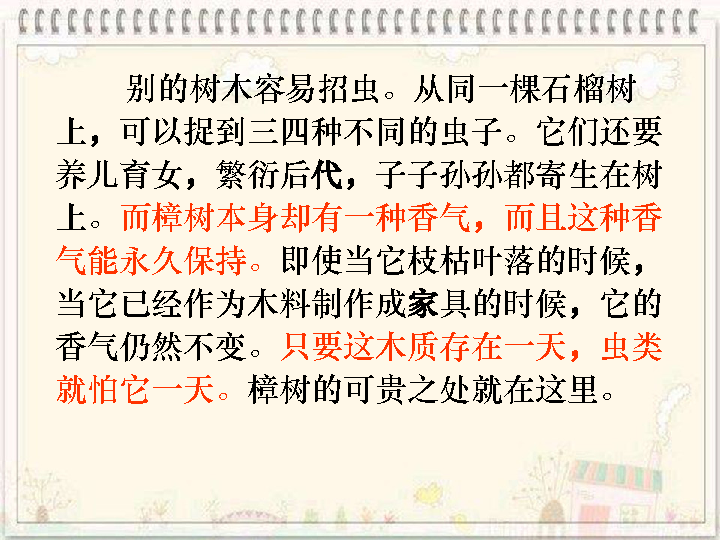 别的树木容易招虫。从同一棵石榴树
上，可以捉到三四种不同的虫子。它们还要
养儿育女，繁衍后代，子子孙孙都寄生在树
上。而樟树本身却有一种香气，而且这种香
气能永久保持。即使当它枝枯叶落的时候，
当它已经作为木料制作成家具的时候，它的
香气仍然不变。只要这木质存在一天，虫类
就怕它一天。樟树的可贵之处就在这里。